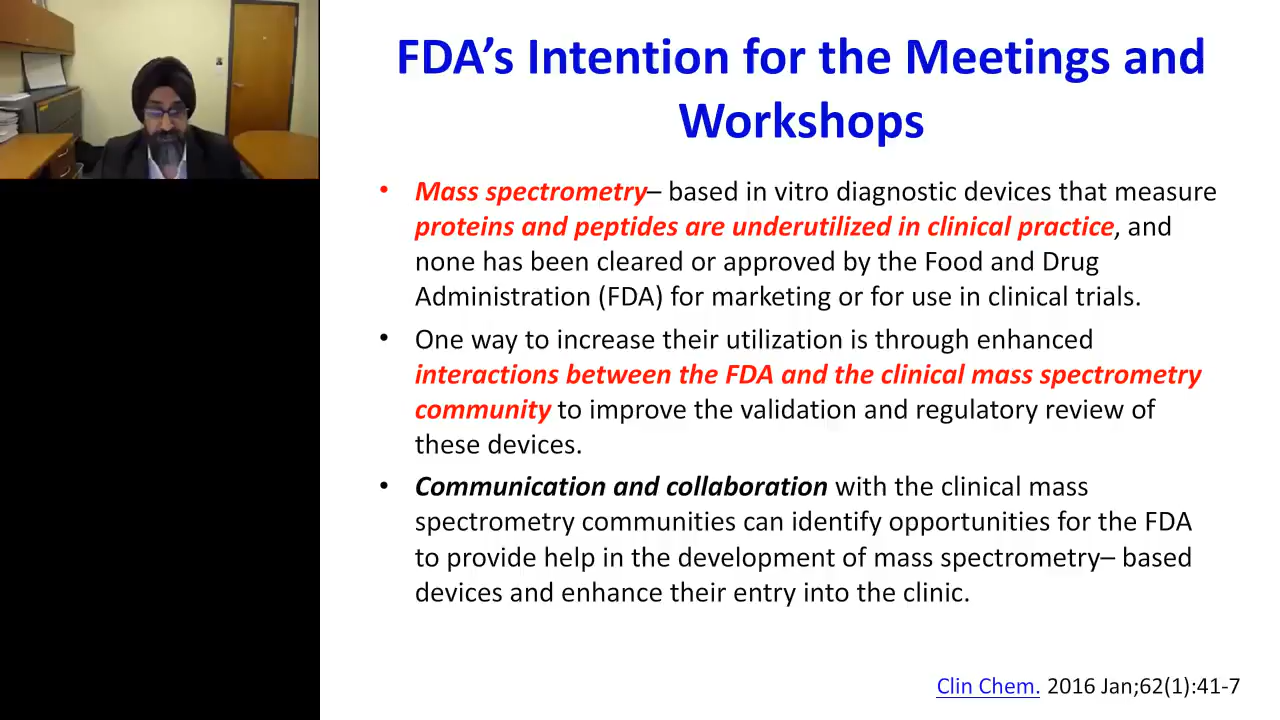 FDA’s Intention for the Meetings and
Workshops
• Mass spectrometry– based in vitro diagnostic devices that measure
proteins and peptides are underutilized in clinical practice, and
none has been cleared or approved by the Food and Drug
Administration (FDA) for marketing or for use in clinical trials.
• One way to increase their utilization is through enhanced
interactions between the FDA and the clinical mass spectrometry
community to improve the validation and regulatory review of
these devices.
• Communication and collaboration with the clinical mass
spectrometry communities can identify opportunities for the FDA
to provide help in the development of mass spectrometry– based
devices and enhance their entry into the clinic.
Clin Chem. 2016 Jan;62(1):41-7